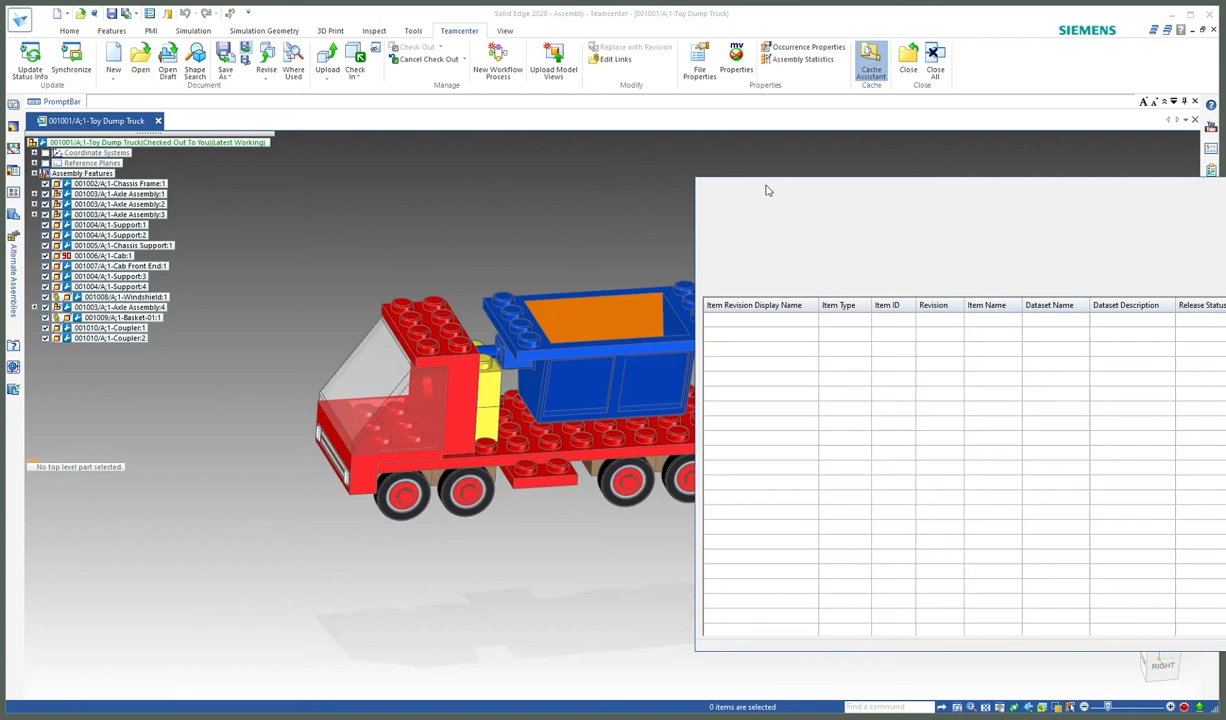 Solid Edge 2020 - Assembly - Teamcenter - [001001/A;1-Toy Dump Truck]
Home Features PMI Simulation Simulation Geometry 3D Print Inspect Tools Teamcenter View
SIEMENS
Update Status Info
Synchronize
New
Open
Open Draft
Shape Search
Save As
Revise
Where Used
Upload
Check In
Check Out
Cancel Check Out
New Workflow Process
Upload Model Views
Replace with Revision
Edit Links
File Properties
Properties
Occurrence Properties
Assembly Statistics
Cache Assistant
Close
Close All
Update Document Manage Modify Properties Cache Close
PromptBar
001001/A;1-Toy Dump Truck
001001/A;1-Toy Dump Truck(Checked Out To You)(Latest Working)
Coordinate Systems
Reference Planes
Assembly Features
001002/A;1-Chassis Frame:1
001003/A;1-Axle Assembly:1
001003/A;1-Axle Assembly:2
001003/A;1-Axle Assembly:3
001004/A;1-Support:1
001004/A;1-Support:2
001005/A;1-Chassis Support:1
001006/A;1-Cab:1
001007/A;1-Cab Front End:1
001004/A;1-Support:3
001004/A;1-Support:4
001008/A;1-Windshield:1
001003/A;1-Axle Assembly:4
001009/A;1-Basket-01:1
001010/A;1-Coupler:1
001010/A;1-Coupler:2
Alternate Assemblies
Item Revision Display Name Item Type Item ID Revision Item Name Dataset Name Dataset Description Release Status
No top level part selected.
RIGHT
0 items are selected
Find a command